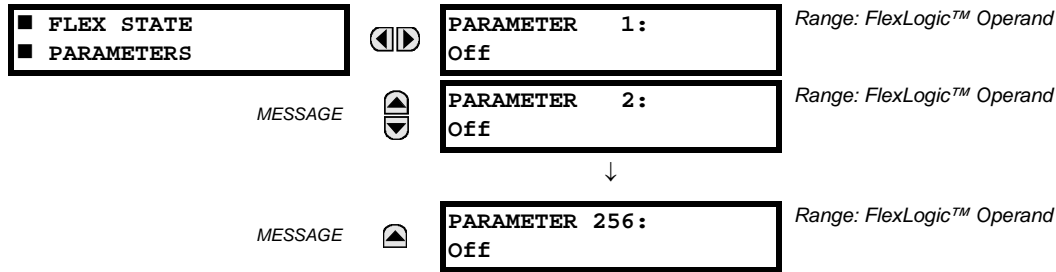 ■ FLEX STATE
■ PARAMETERS
PARAMETER 1:
Off
Range: FlexLogic™ Operand
MESSAGE
PARAMETER 2:
Off
Range: FlexLogic™ Operand
↓
MESSAGE
PARAMETER 256:
Off
Range: FlexLogic™ Operand